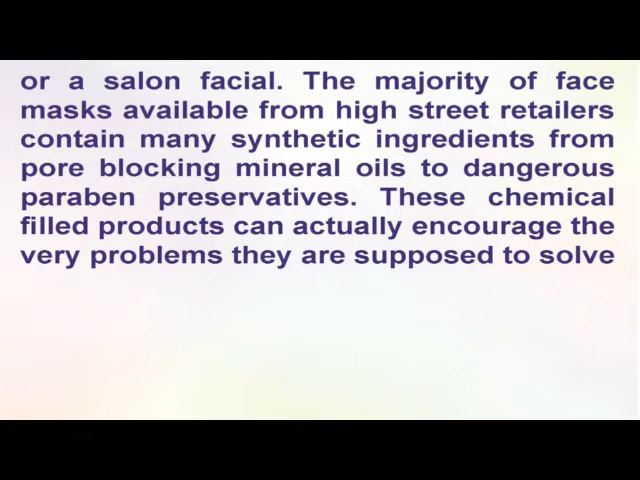 or a salon facial. The majority of face
masks available from high street retailers
contain many synthetic ingredients from
pore blocking mineral oils to dangerous
paraben preservatives. These chemical
filled products can actually encourage the
very problems they are supposed to solve